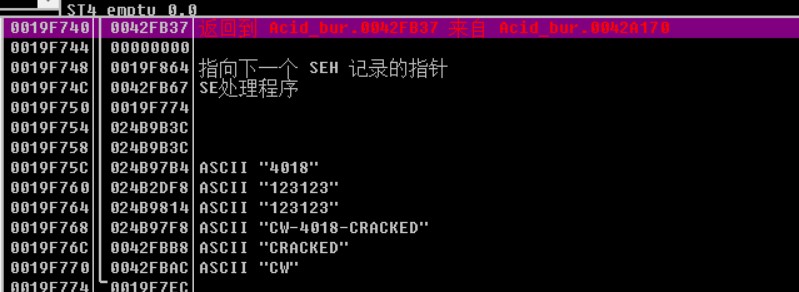 ST4 empty 0.0
0019F740 0042FB37 返回到 Acid_bur.0042FB37 来自 Acid_bur.0042A170
0019F744 00000000
0019F748 0019F864 指向下一个 SEH 记录的指针
0019F74C 0042FB67 SE处理程序
0019F750 0019F774
0019F754 024B9B3C
0019F758 024B9B3C
0019F75C 024B97B4 ASCII "4018"
0019F760 024B2DF8 ASCII "123123"
0019F764 024B9814 ASCII "123123"
0019F768 024B97F8 ASCII "CW-4018-CRACKED"
0019F76C 0042FBB8 ASCII "CRACKED"
0019F770 0042FBAC ASCII "CW"
0019F774 0019F7EC